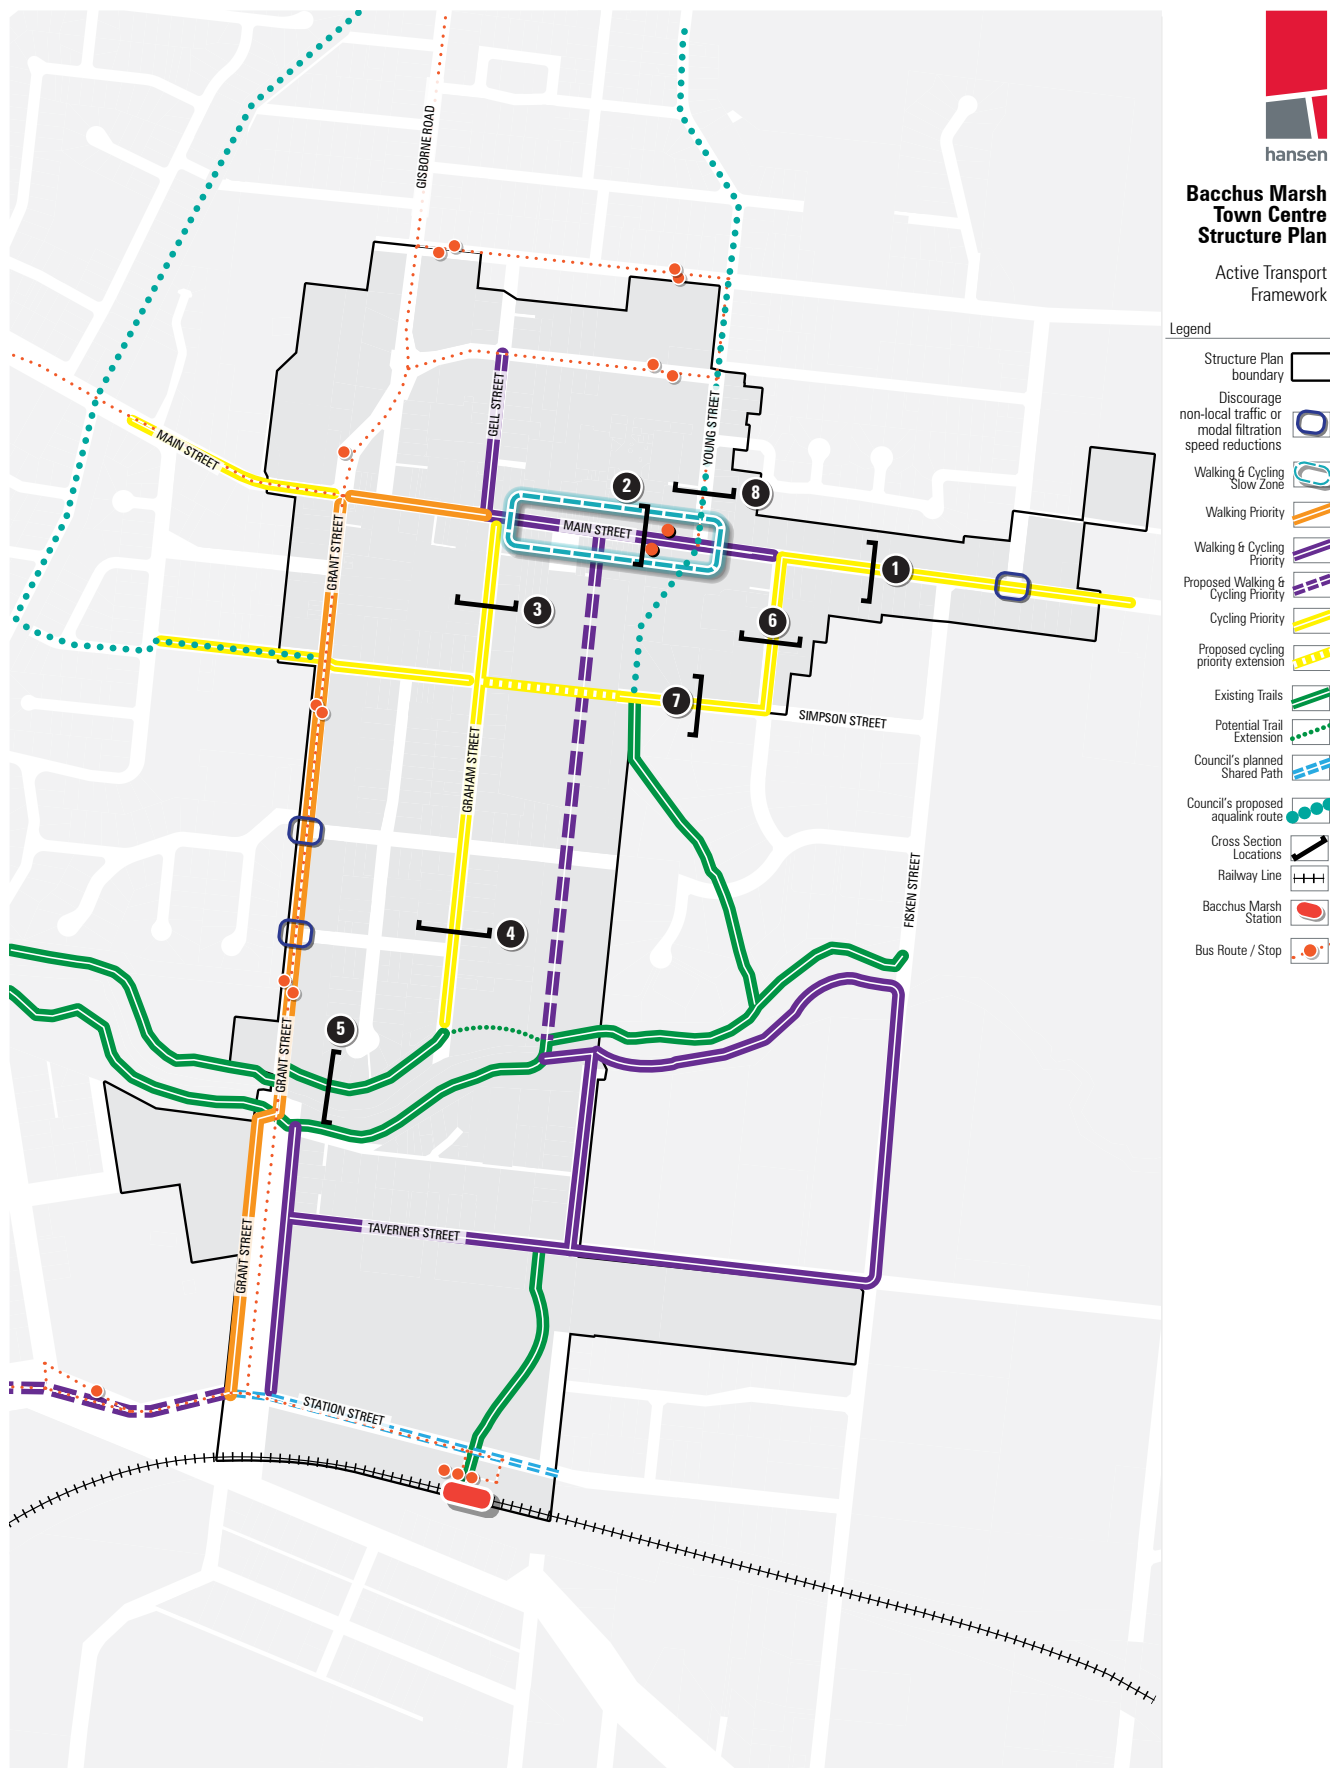 hansen
Bacchus Marsh
Town Centre
Structure Plan
Active Transport
Framework
Legend
Structure Plan
boundary
Discourage
non-local traffic or
modal filtration
speed reductions
Walking & Cycling
Slow Zone
Walking Priority
Walking & Cycling
Priority
Proposed Walking &
Cycling Priority
Cycling Priority
Proposed cycling
priority extension
Existing Trails
Potential Trail
Extension
Council's planned
Shared Path
Council's proposed
aqualink route
Cross Section
Locations
Railway Line
Bacchus Marsh
Station
Bus Route / Stop
GISBORNE ROAD
GELL STREET
YOUNG STREET
MAIN STREET
2
8
MAIN STREET
GRANT STREET
1
3
6
7
SIMPSON STREET
GRAHAM STREET
FISKEN STREET
4
5
GRANT STREET
TAVERNER STREET
GRANT STREET
STATION STREET